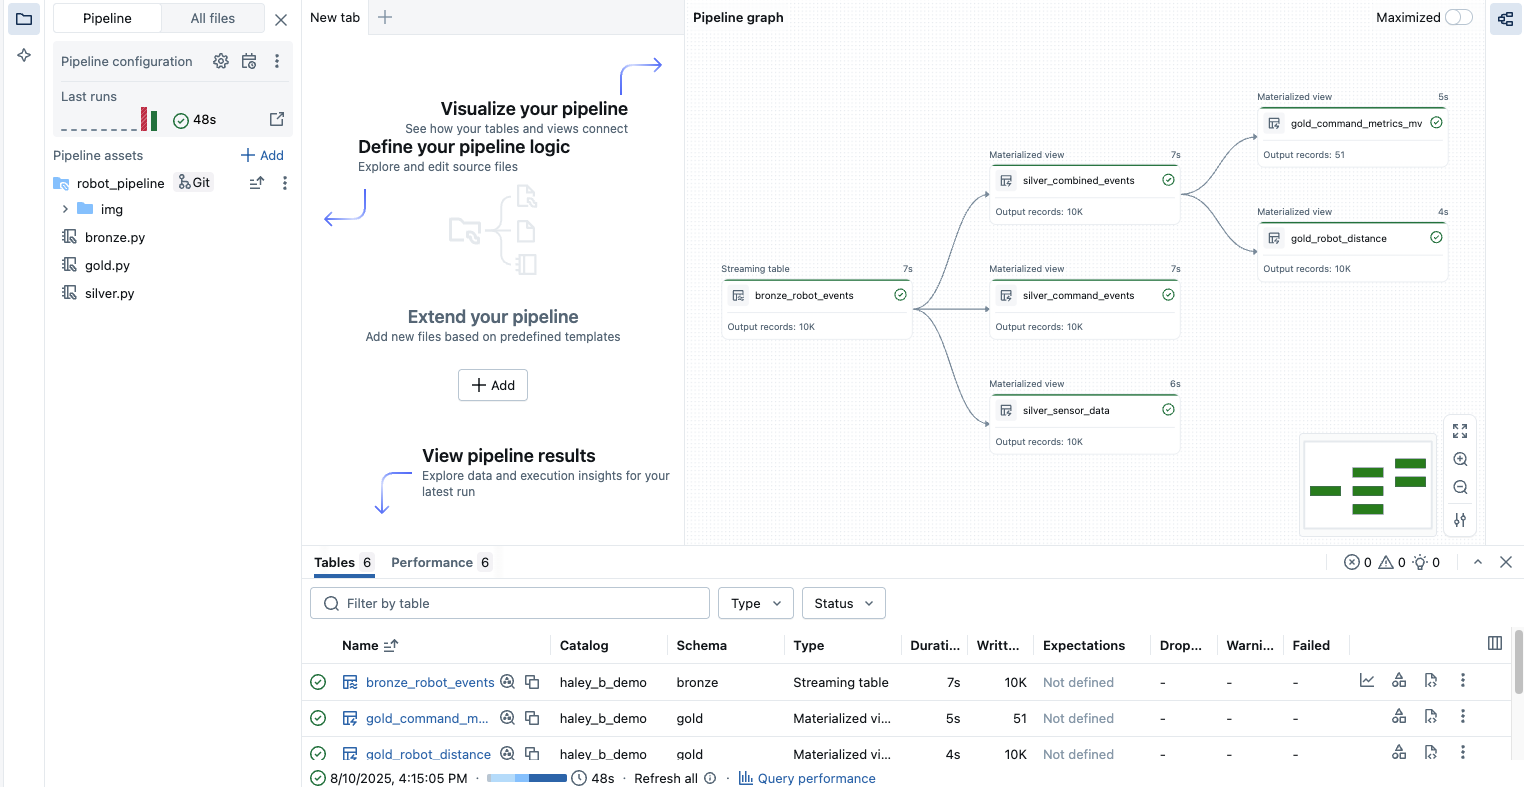 Pipeline
All files
Pipeline configuration
Last runs
48s
Pipeline assets
Add
robot_pipeline
Git
img
bronze.py
gold.py
silver.py
New tab
Visualize your pipeline
See how your tables and views connect
Define your pipeline logic
Explore and edit source files
Extend your pipeline
Add new files based on predefined templates
Add
View pipeline results
Explore data and execution insights for your
latest run
Pipeline graph
Maximized
Streaming table 7s
bronze_robot_events
Output records: 10K
Materialized view 7s
silver_combined_events
Output records: 10K
Materialized view 7s
silver_command_events
Output records: 10K
Materialized view 6s
silver_sensor_data
Output records: 10K
Materialized view 5s
gold_command_metrics_mv
Output records: 51
Materialized view 4s
gold_robot_distance
Output records: 10K
Tables 6 Performance 6
0 0 0
Filter by table
Type
Status
Name Catalog Schema Type Durati... Writt... Expectations Drop... Warni... Failed
bronze_robot_events haley_b_demo bronze Streaming table 7s 10K Not defined - - -
gold_command_m... haley_b_demo gold Materialized vi... 5s 51 Not defined - - -
gold_robot_distance haley_b_demo gold Materialized vi... 4s 10K Not defined - - -
8/10/2025, 4:15:05 PM · 48s · Refresh all · Query performance